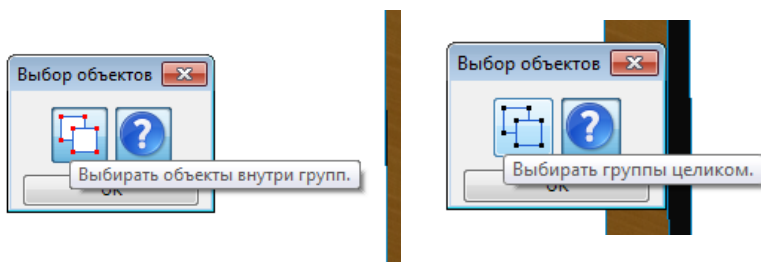 Выбор объектов
?
Выбирать объекты внутри групп.
ОК
Выбор объектов
?
Выбирать группы целиком.
ОК